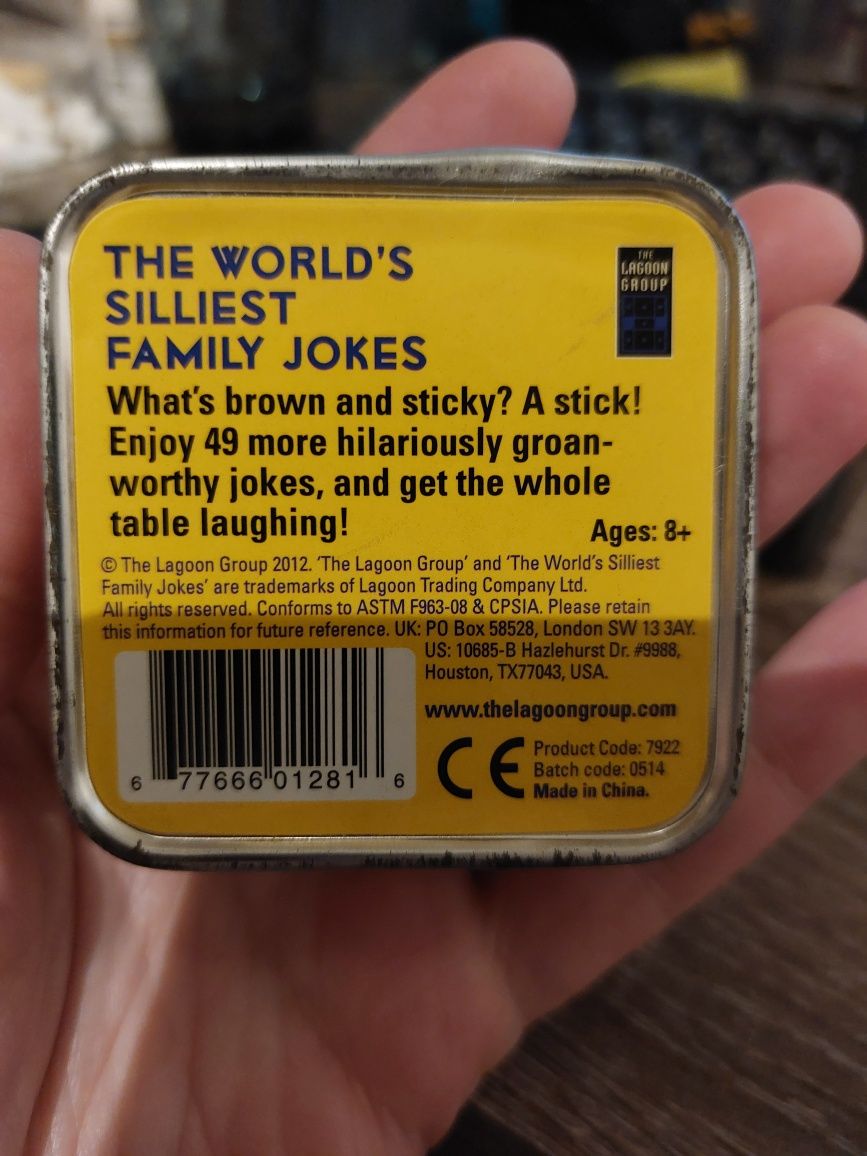 THE WORLD'S
SILLIEST
FAMILY JOKES
THE
LAGOON
GROUP
What's brown and sticky? A stick!
Enjoy 49 more hilariously groan-
worthy jokes, and get the whole
table laughing!
Ages: 8+
© The Lagoon Group 2012. 'The Lagoon Group' and 'The World's Silliest
Family Jokes' are trademarks of Lagoon Trading Company Ltd.
All rights reserved. Conforms to ASTM F963-08 & CPSIA. Please retain
this information for future reference. UK: PO Box 58528, London SW 13 3AY.
US: 10685-B Hazlehurst Dr. #9988,
Houston, TX77043, USA.
www.thelagoongroup.com
CE
Product Code: 7922
Batch code: 0514
Made in China.
6 77666 01281 6